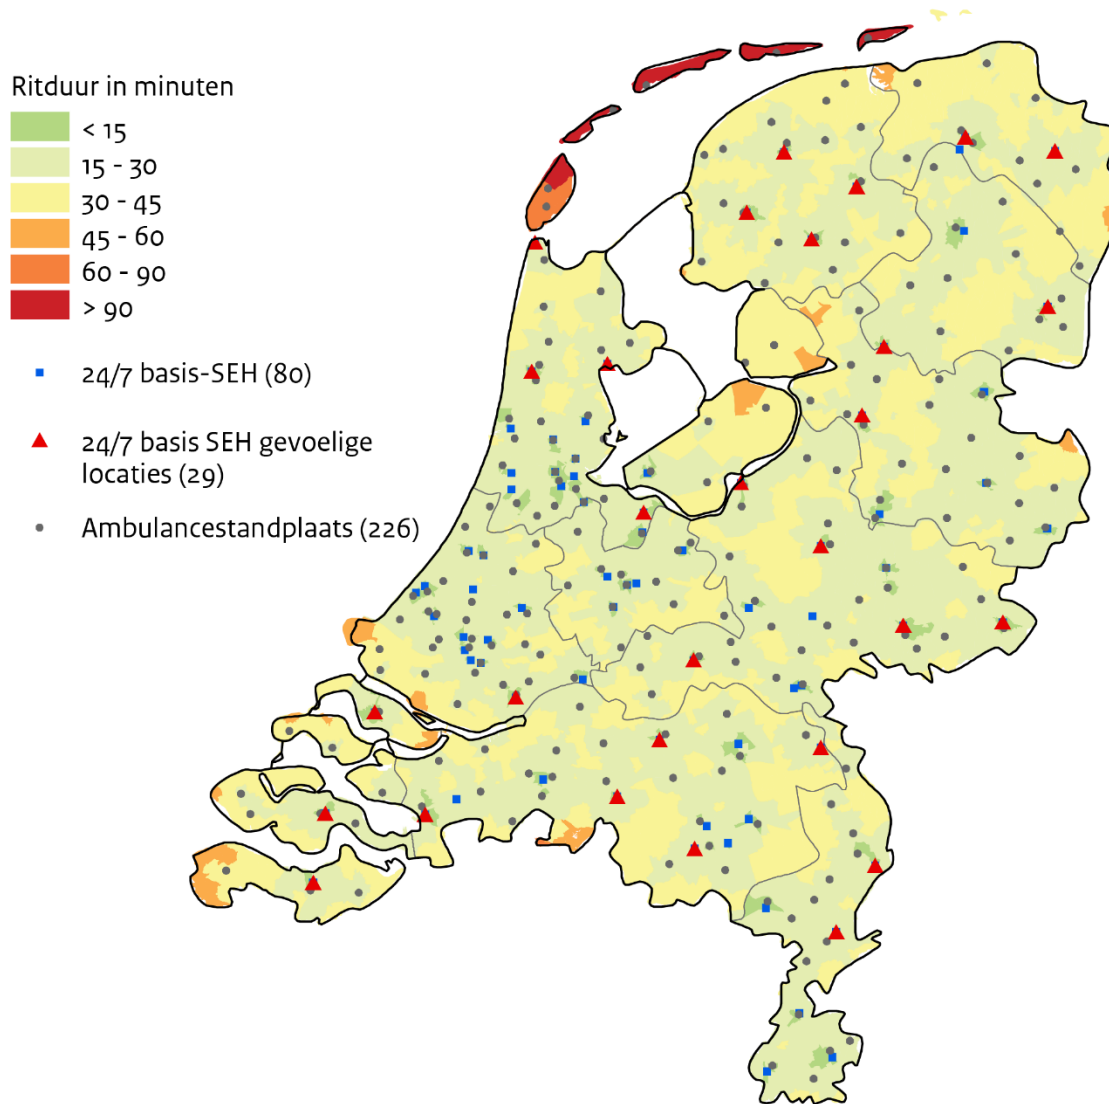 Ritduur in minuten
< 15
15 - 30
30 - 45
45 - 60
60 - 90
> 90
24/7 basis-SEH (80)
24/7 basis SEH gevoelige
locaties (29)
Ambulancestandplaats (226)